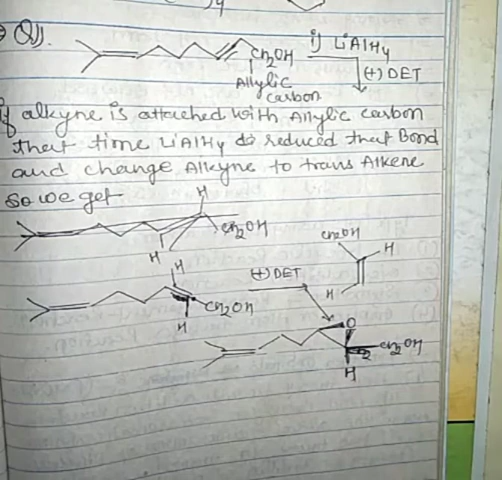 Q1).
CH2OH i) LiAlH4
(+) DET
Allylic
carbon
If alkyne is attached with Allylic carbon
that time LiAlH4 reduced that Bond
and change Alkyne to trans Alkene
So we get
H
CH2OH
H
CH2OH
H
H
H
(+) DET
CH2OH
H
O
CH2OH
H